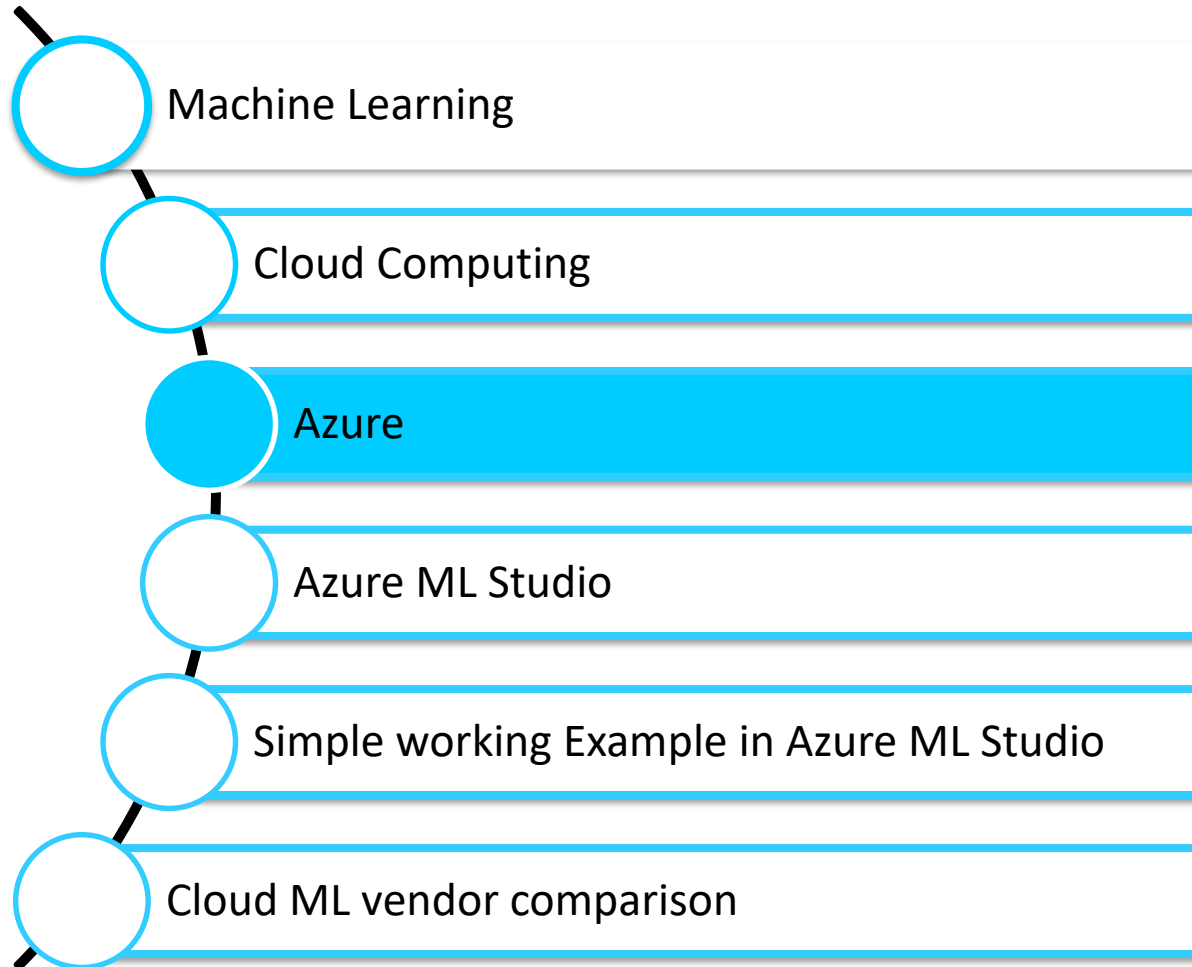 Machine Learning
Cloud Computing
Azure
Azure ML Studio
Simple working Example in Azure ML Studio
Cloud ML vendor comparison